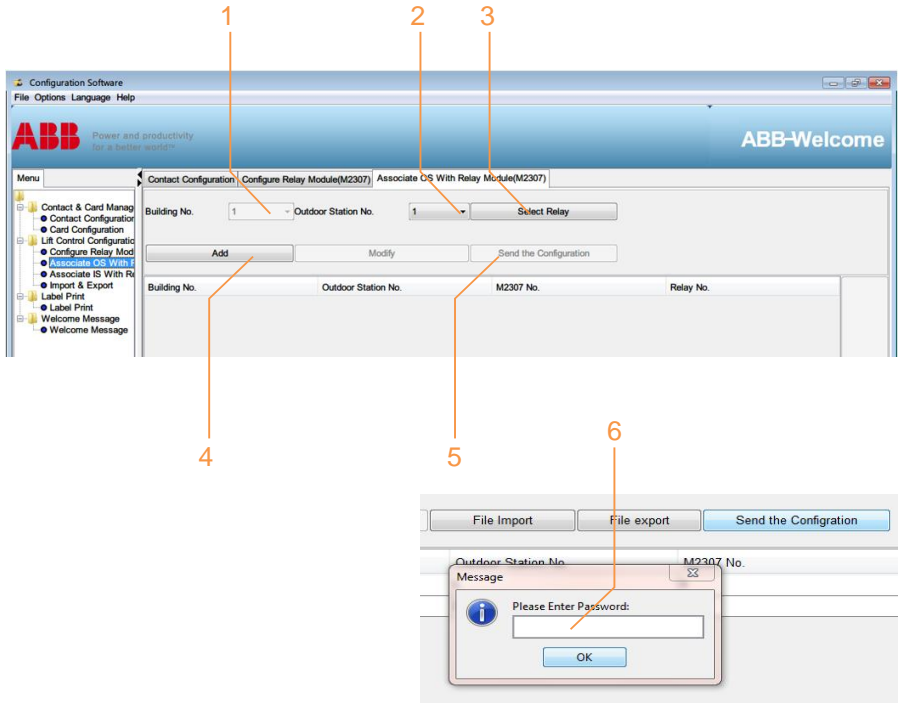 1 2 3
Configuration Software
File Options Language Help
ABB Power and productivity
for a better world™
ABB-Welcome
Menu
Contact Configuration Configure Relay Module(M2307) Associate OS With Relay Module(M2307)
Contact & Card Manag
Contact Configuration
Card Configuration
Lift Control Configuratio
Configure Relay Mod
Associate OS With R
Associate IS With Re
Import & Export
Label Print
Label Print
Welcome Message
Welcome Message
Building No. 1 Outdoor Station No. 1 Select Relay
Add Modify Send the Configuration
Building No. Outdoor Station No. M2307 No. Relay No.
4 5 6
File Import File export Send the Configration
Outdoor Station No. M2307 No.
Message
Please Enter Password:
OK